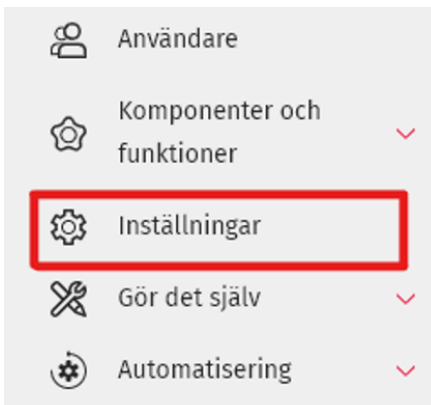 Användare
Komponenter och
funktioner
Inställningar
Gör det själv
Automatisering